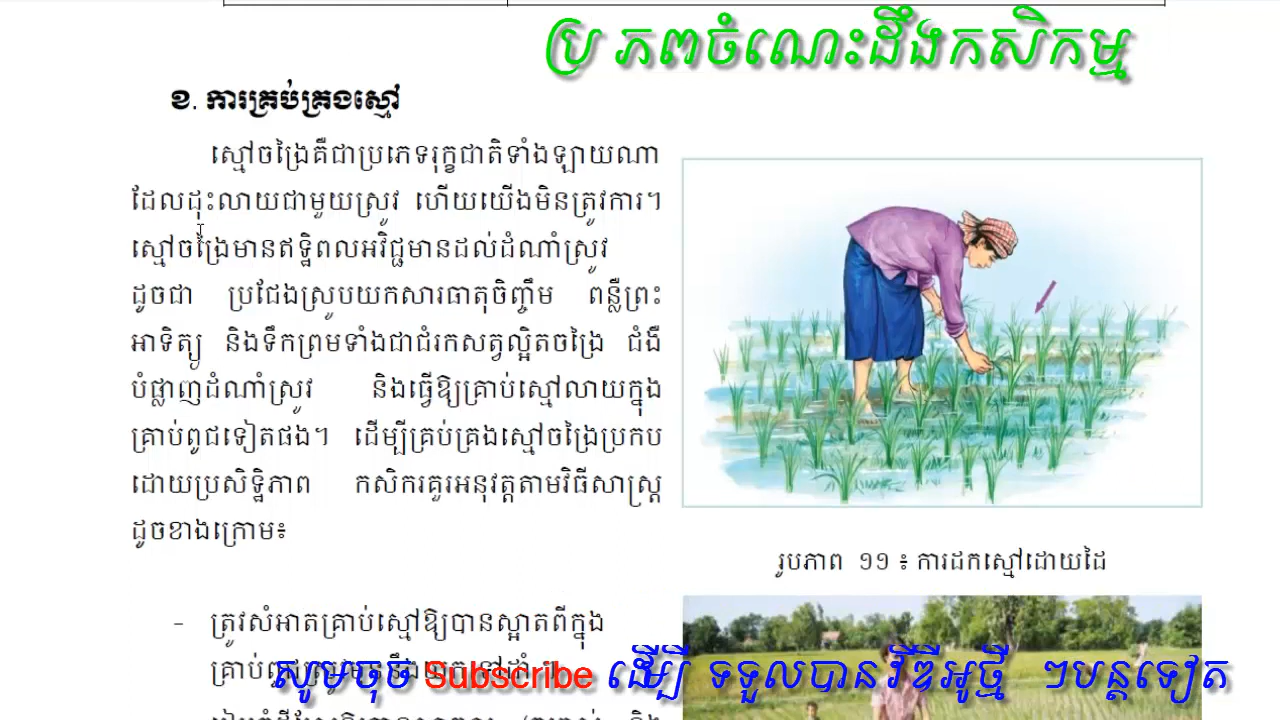 ប្រ ភពចំណេះដឹងកសិកម្ម
ខ. ការគ្រប់គ្រងស្មៅ
ស្មៅចង្រៃគឺជាប្រភេទរុក្ខជាតិទាំងឡាយណា
ដែលដុះលាយជាមួយស្រូវ ហើយយើងមិនត្រូវការ។
ស្មៅចង្រៃមានឥទ្ឋិពលអវិជ្ជមានដល់ដំណាំស្រូវ
ដូចជា ប្រជែងស្រូបយកសារធាតុចិញ្ចឹម ពន្លឺព្រះ
អាទិត្យ និងទឹកព្រមទាំងជាជំរកសត្វល្អិតចង្រៃ ជំងឺ
បំផ្លាញដំណាំស្រូវ និងធ្វើឱ្យគ្រាប់ស្មៅលាយក្នុង
គ្រាប់ពូជទៀតផង។ ដើម្បីគ្រប់គ្រងស្មៅចង្រៃប្រកប
ដោយប្រសិទ្ឋិភាព កសិករគួរអនុវត្តតាមវិធីសាស្រ្ត
ដូចខាងក្រោម៖
រូបភាព ១១ ៖ ការដកស្មៅដោយដៃ
- ត្រូវសំអាតគ្រាប់ស្មៅឱ្យបានស្អាតពីក្នុង
គ្រាប់ពូជ
សូមចុច Subscribe ដើម្បី ទទួលបានវីឌីអូថ្មី ៗបន្តទៀត